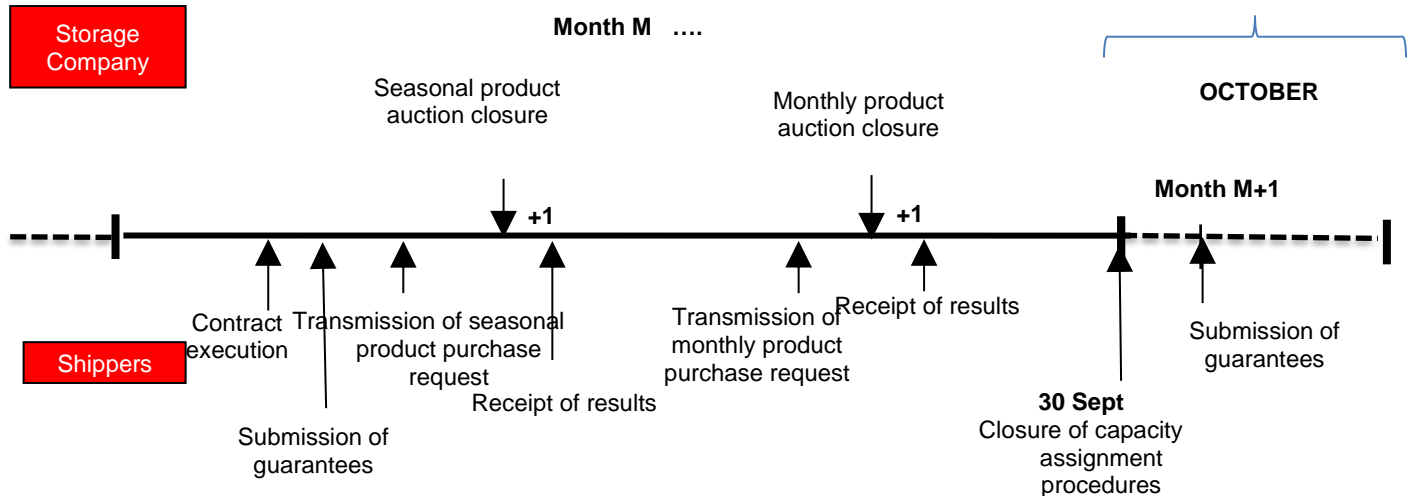 Storage
Company
Month M ....
Seasonal product
auction closure
Monthly product
auction closure
OCTOBER
Month M+1
+1
+1
Contract
execution
Transmission of seasonal
product purchase
request
Receipt of results
Transmission of
monthly product
purchase request
Receipt of results
Submission of
guarantees
Shippers
Submission of
guarantees
30 Sept
Closure of capacity
assignment
procedures